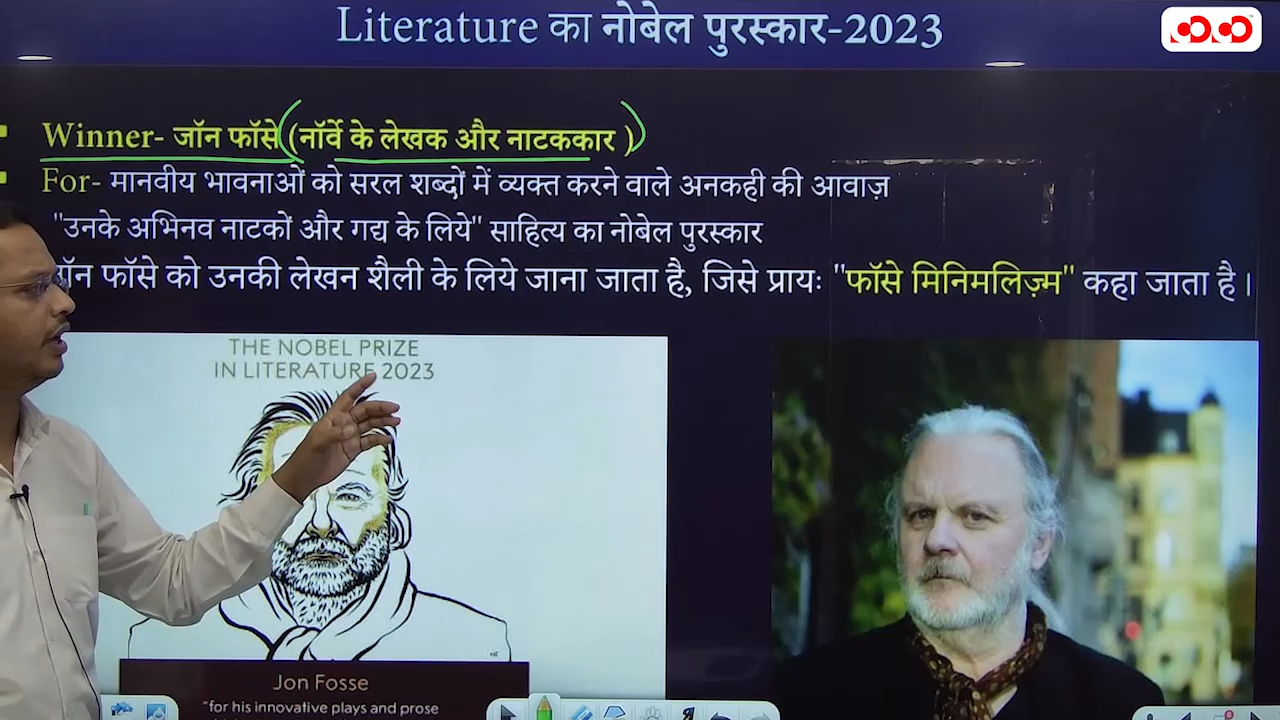 Literature का नोबेल पुरस्कार-2023
Winner- जॉन फॉसे (नॉर्वे के लेखक और नाटककार )
For- मानवीय भावनाओं को सरल शब्दों में व्यक्त करने वाले अनकही की आवाज़
"उनके अभिनव नाटकों और गद्य के लिये" साहित्य का नोबेल पुरस्कार
फॉसे को उनकी लेखन शैली के लिये जाना जाता है, जिसे प्रायः "फॉसे मिनिमलिज़्म" कहा जाता है।
THE NOBEL PRIZE
IN LITERATURE 2023
Jon Fosse
"for his innovative plays and prose